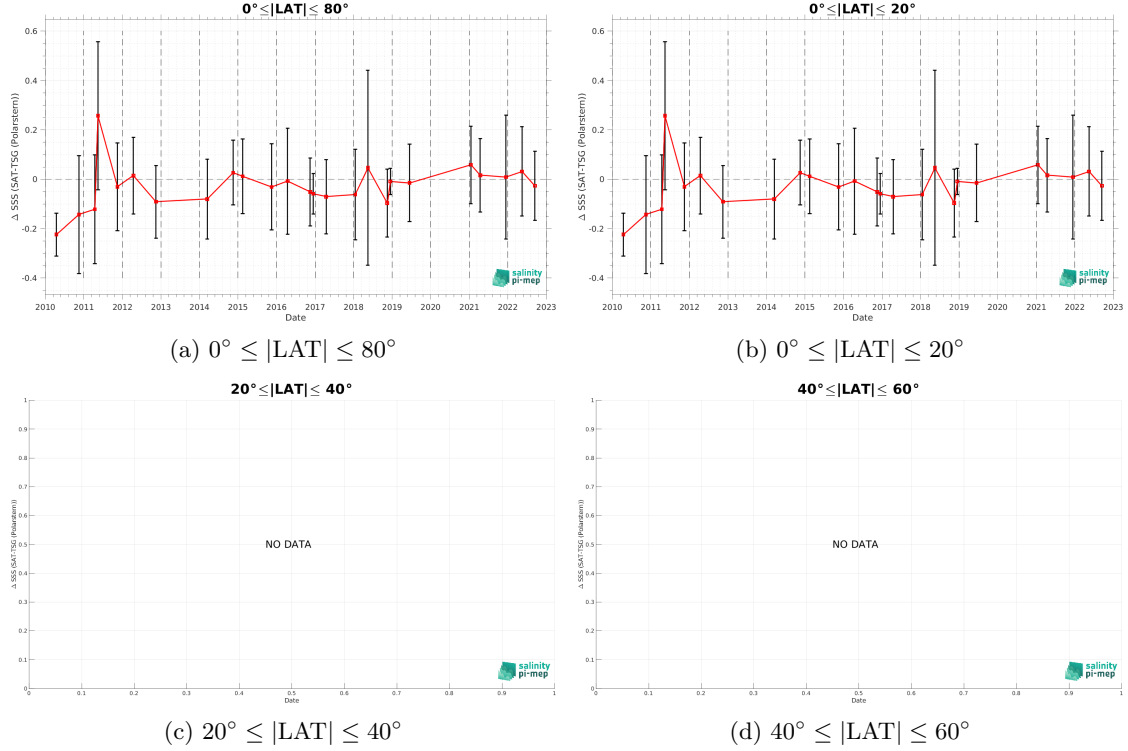 0°≤|LAT|≤ 80°
Δ SSS (SAT-TSG (Polarstern))
0.6
0.4
0.2
0
-0.2
-0.4
2010 2011 2012 2013 2014 2015 2016 2017 2018 2019 2020 2021 2022 2023
Date
salinity
pi-mep
(a) 0° ≤ |LAT| ≤ 80°
0°≤|LAT|≤ 20°
Δ SSS (SAT-TSG (Polarstern))
0.6
0.4
0.2
0
-0.2
-0.4
2010 2011 2012 2013 2014 2015 2016 2017 2018 2019 2020 2021 2022 2023
Date
salinity
pi-mep
(b) 0° ≤ |LAT| ≤ 20°
20°≤|LAT|≤ 40°
Δ SSS (SAT-TSG (Polarstern))
1
0.9
0.8
0.7
0.6
0.5
0.4
0.3
0.2
0.1
0
NO DATA
0 0.1 0.2 0.3 0.4 0.5 0.6 0.7 0.8 0.9 1
Date
salinity
pi-mep
(c) 20° ≤ |LAT| ≤ 40°
40°≤|LAT|≤ 60°
Δ SSS (SAT-TSG (Polarstern))
1
0.9
0.8
0.7
0.6
0.5
0.4
0.3
0.2
0.1
0
NO DATA
0 0.1 0.2 0.3 0.4 0.5 0.6 0.7 0.8 0.9 1
Date
salinity
pi-mep
(d) 40° ≤ |LAT| ≤ 60°